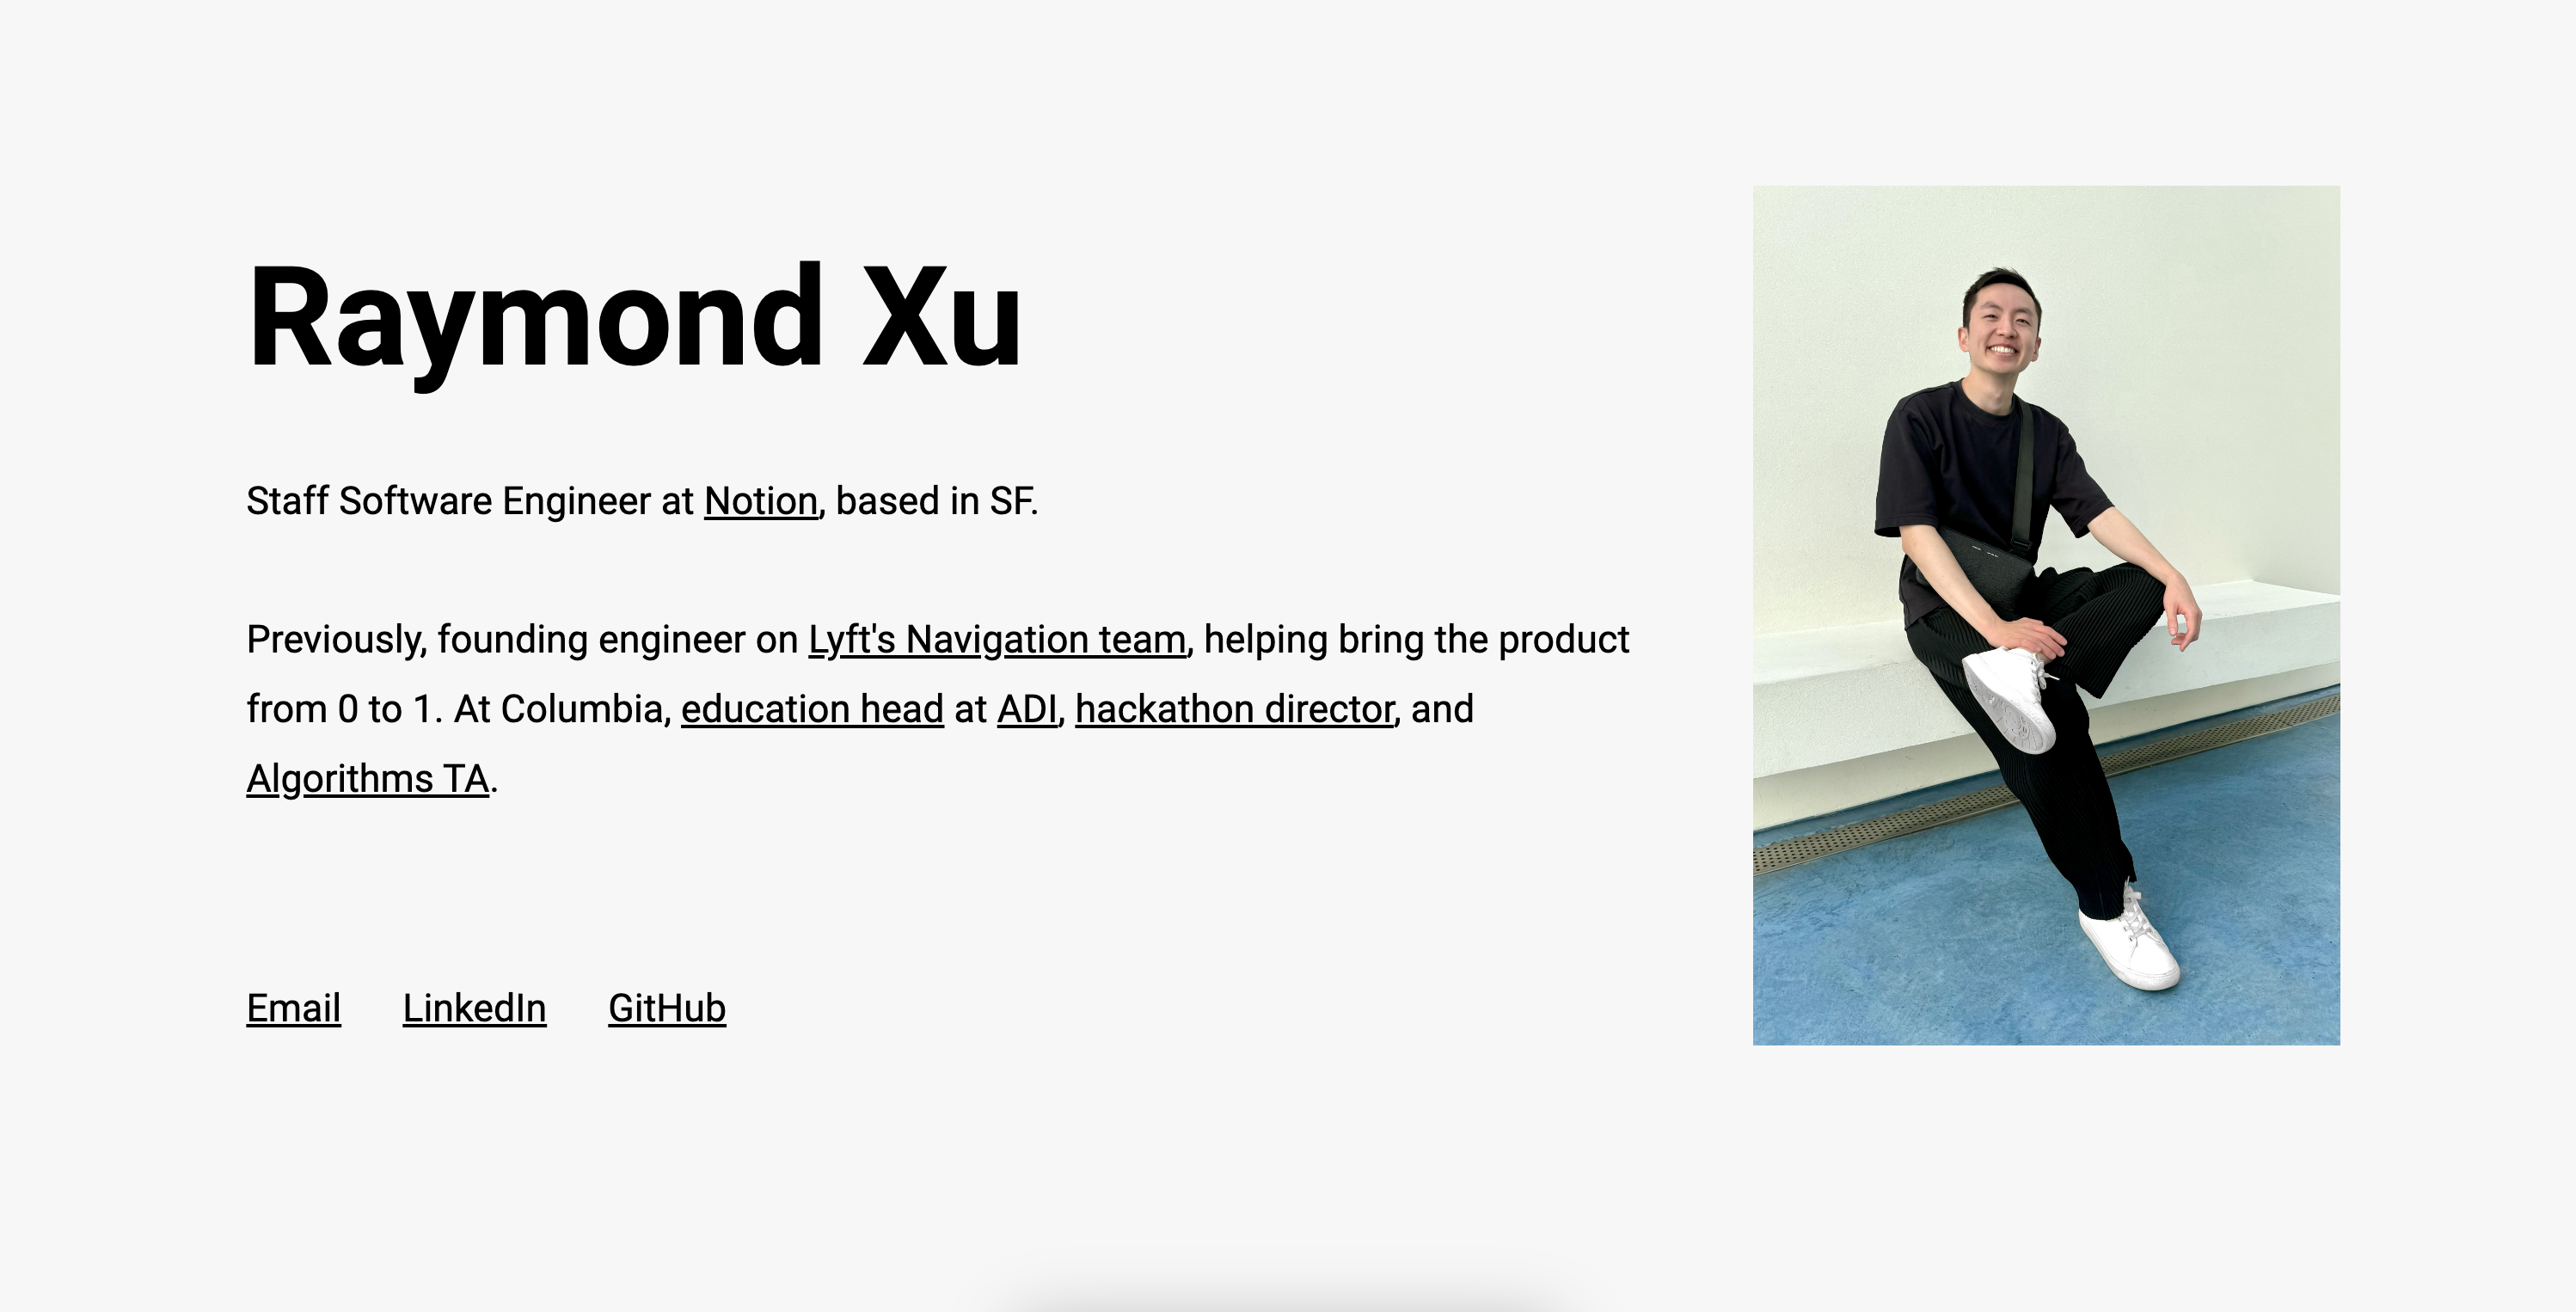 Raymond Xu
Staff Software Engineer at Notion, based in SF.
Previously, founding engineer on Lyft's Navigation team, helping bring the product
from 0 to 1. At Columbia, education head at ADI, hackathon director, and
Algorithms TA.
Email LinkedIn GitHub